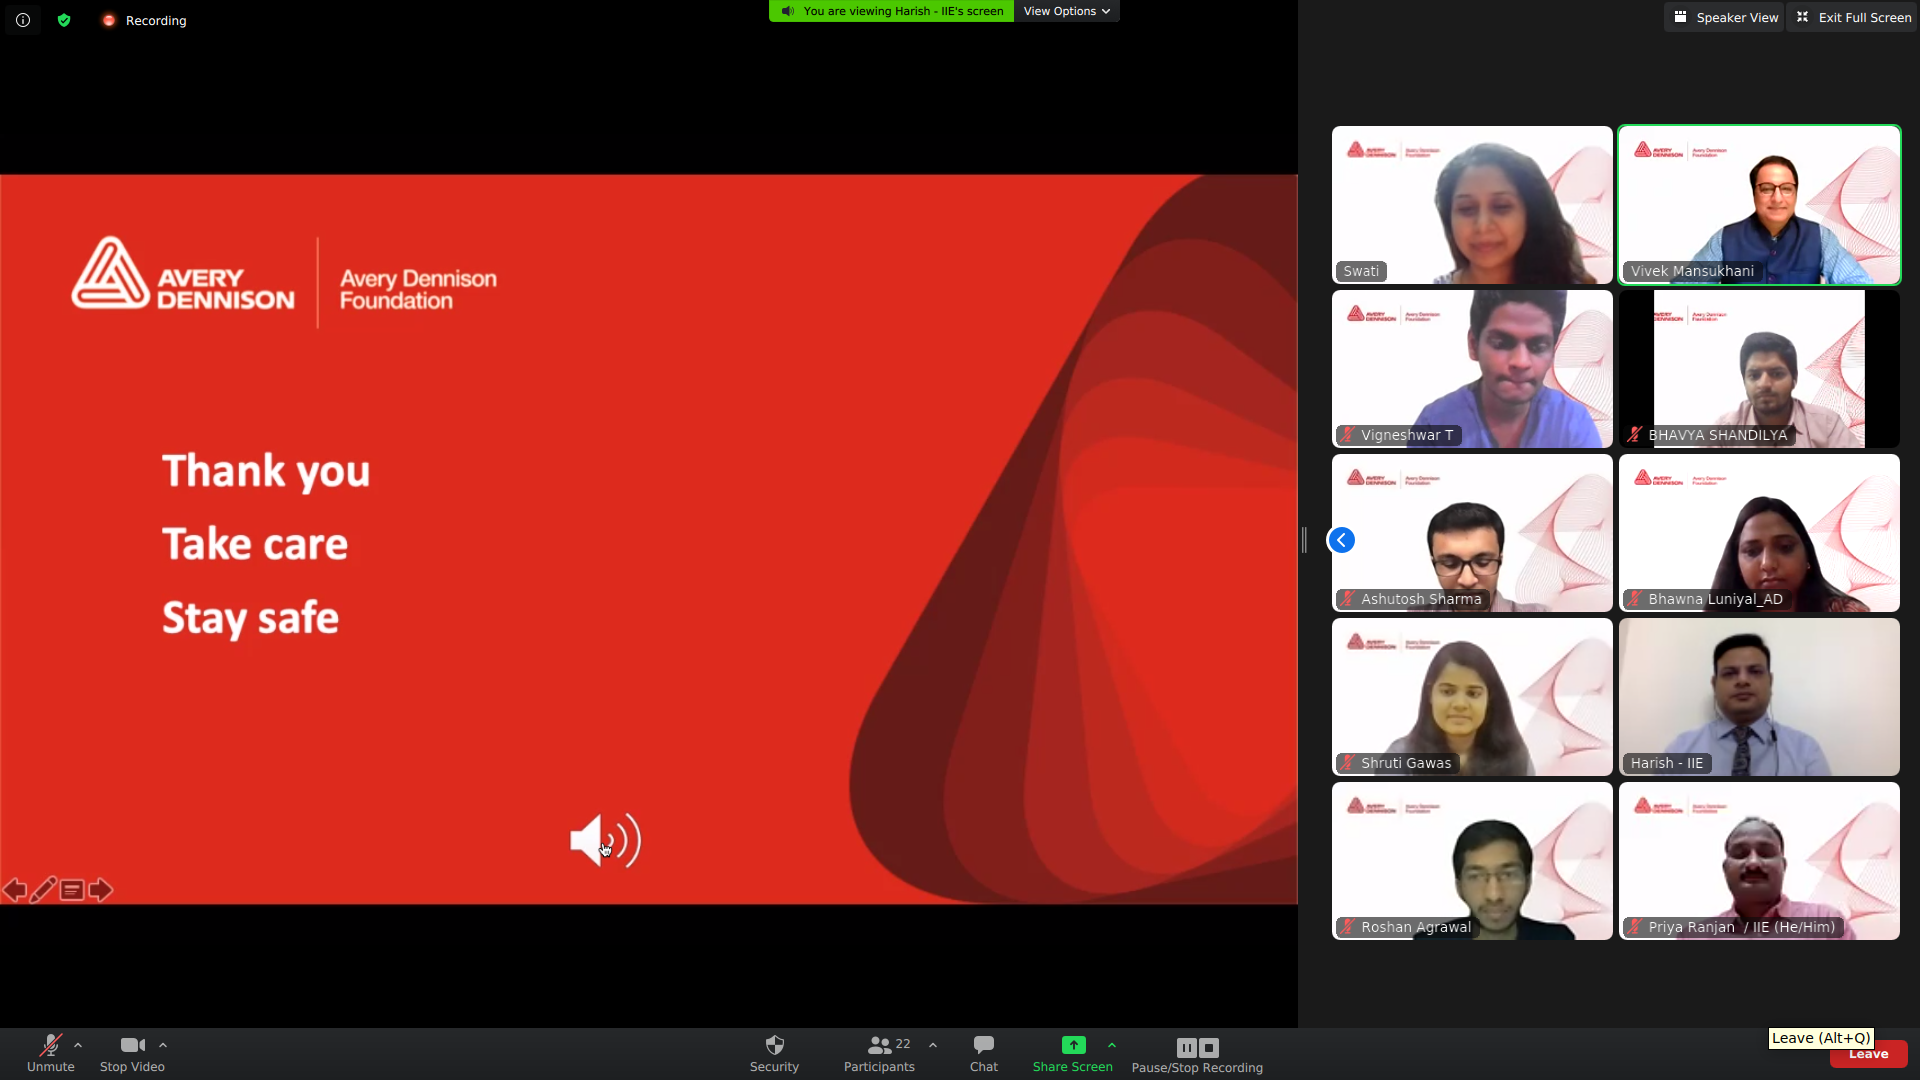 Recording
You are viewing Harish - IIE's screen
View Options
Speaker View
Exit Full Screen
AVERY
DENNISON
Avery Dennison
Foundation
Thank you
Take care
Stay safe
Swati
Vivek Mansukhani
Vigneshwar T
BHAVYA SHANDILYA
Ashutosh Sharma
Bhawna Luniyal_AD
Shruti Gawas
Harish - IIE
Roshan Agrawal
Priya Ranjan / IIE (He/Him)
Unmute
Stop Video
Security
22
Participants
Chat
Share Screen
Pause/Stop Recording
Leave (Alt+Q)
Leave